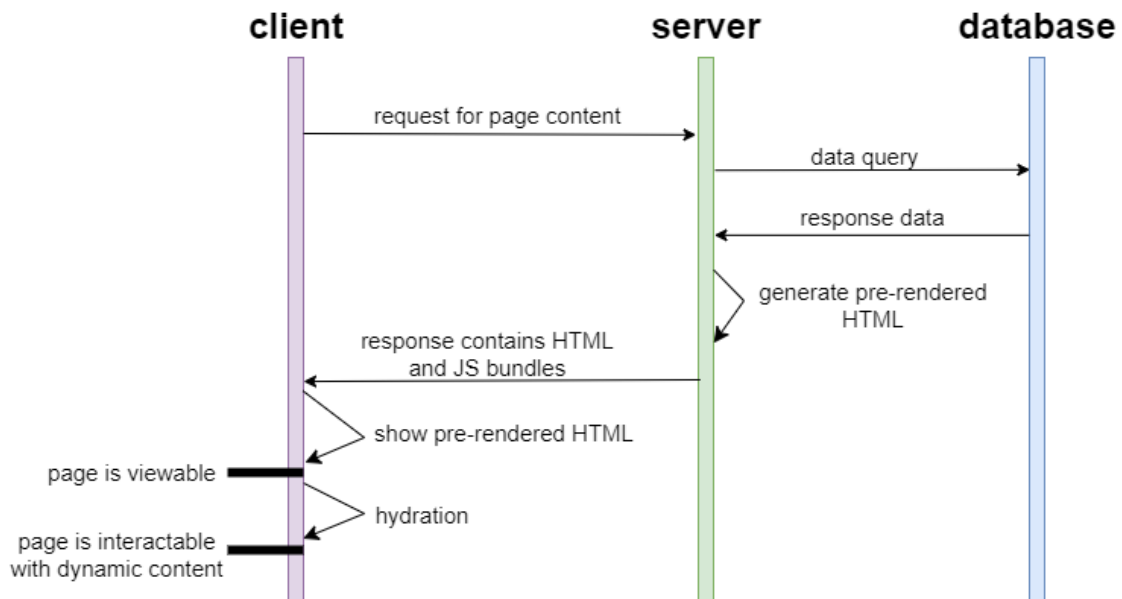 client
server
database
request for page content
data query
response data
generate pre-rendered
HTML
response contains HTML
and JS bundles
show pre-rendered HTML
page is viewable
hydration
page is interactable
with dynamic content